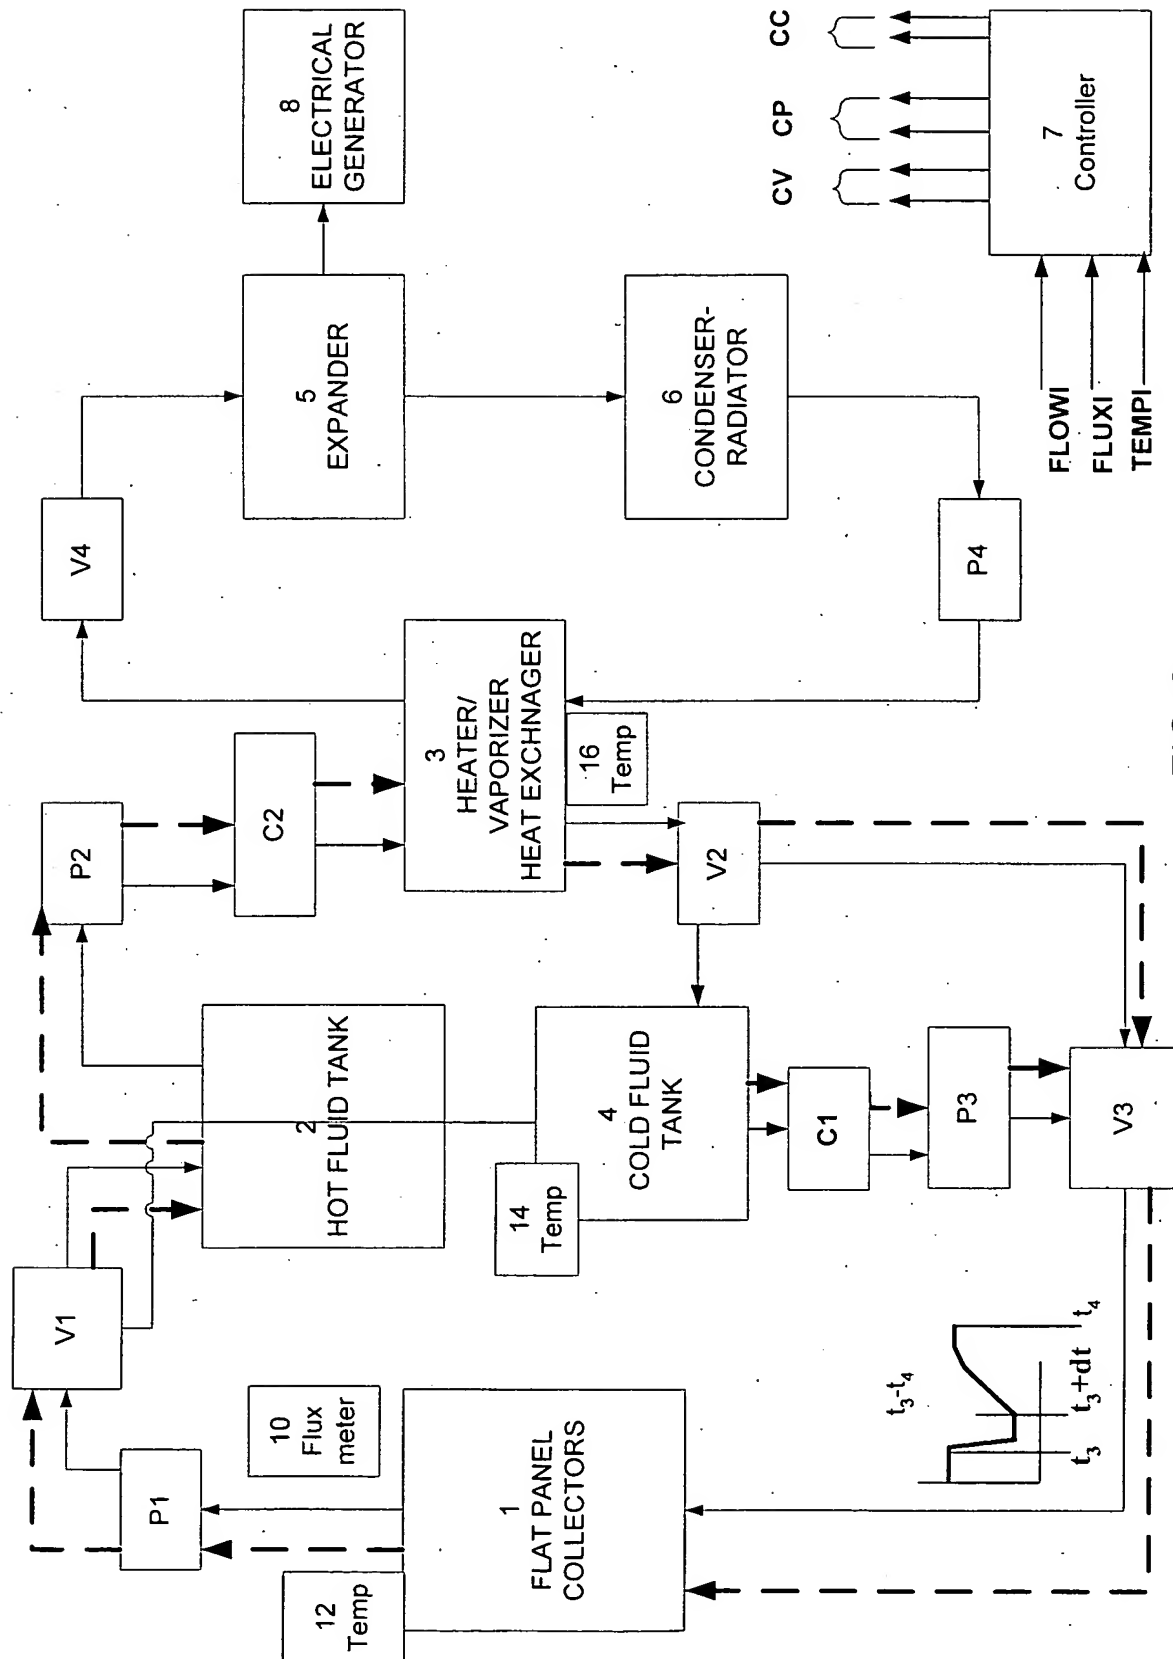 8
ELECTRICAL
GENERATOR
CC
CP
CV
7
Controller
FLOWI
FLUXI
TEMPI
5
EXPANDER
6
CONDENSER-
RADIATOR
V4
P4
3
HEATER/
VAPORIZER
HEAT EXCHNAGER
16
Temp
P2
C2
V2
2
HOT FLUID TANK
4
COLD FLUID
TANK
14
Temp
C1
P3
V3
V1
P1
10
Flux
meter
1
FLAT PANEL
COLLECTORS
12
Temp
t3-t4
t3
t3+dt
t4